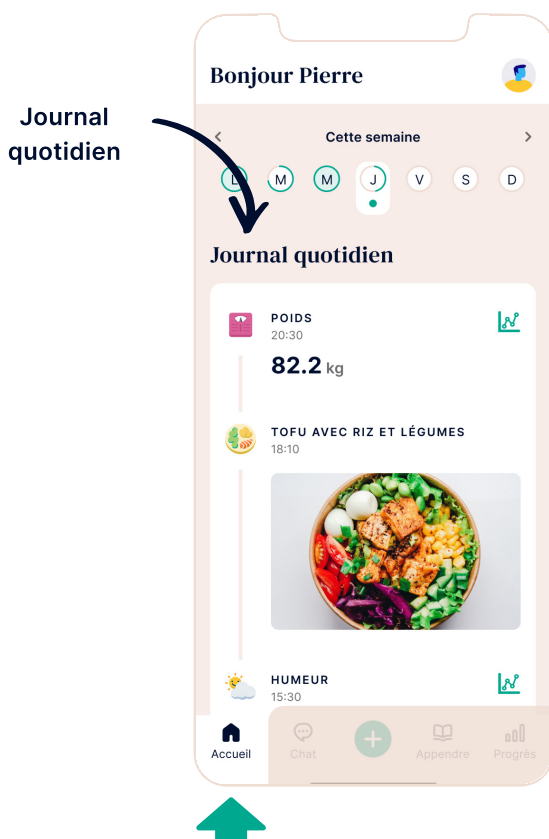 Bonjour Pierre
Journal
quotidien
Cette semaine
L M M J V S D
Journal quotidien
POIDS
20:30
82.2 kg
TOFU AVEC RIZ ET LÉGUMES
18:10
HUMEUR
15:30
Accueil Chat Appendre Progrès